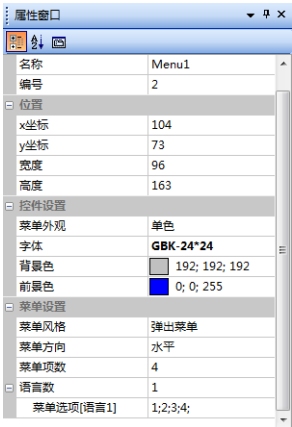 属性窗口
名称 Menu1
编号 2
位置
x坐标 104
y坐标 73
宽度 96
高度 163
控件设置
菜单外观 单色
字体 GBK-24*24
背景色 192; 192; 192
前景色 0; 0; 255
菜单设置
菜单风格 弹出菜单
菜单方向 水平
菜单项数 4
语言数 1
菜单选项[语言1] 1;2;3;4;